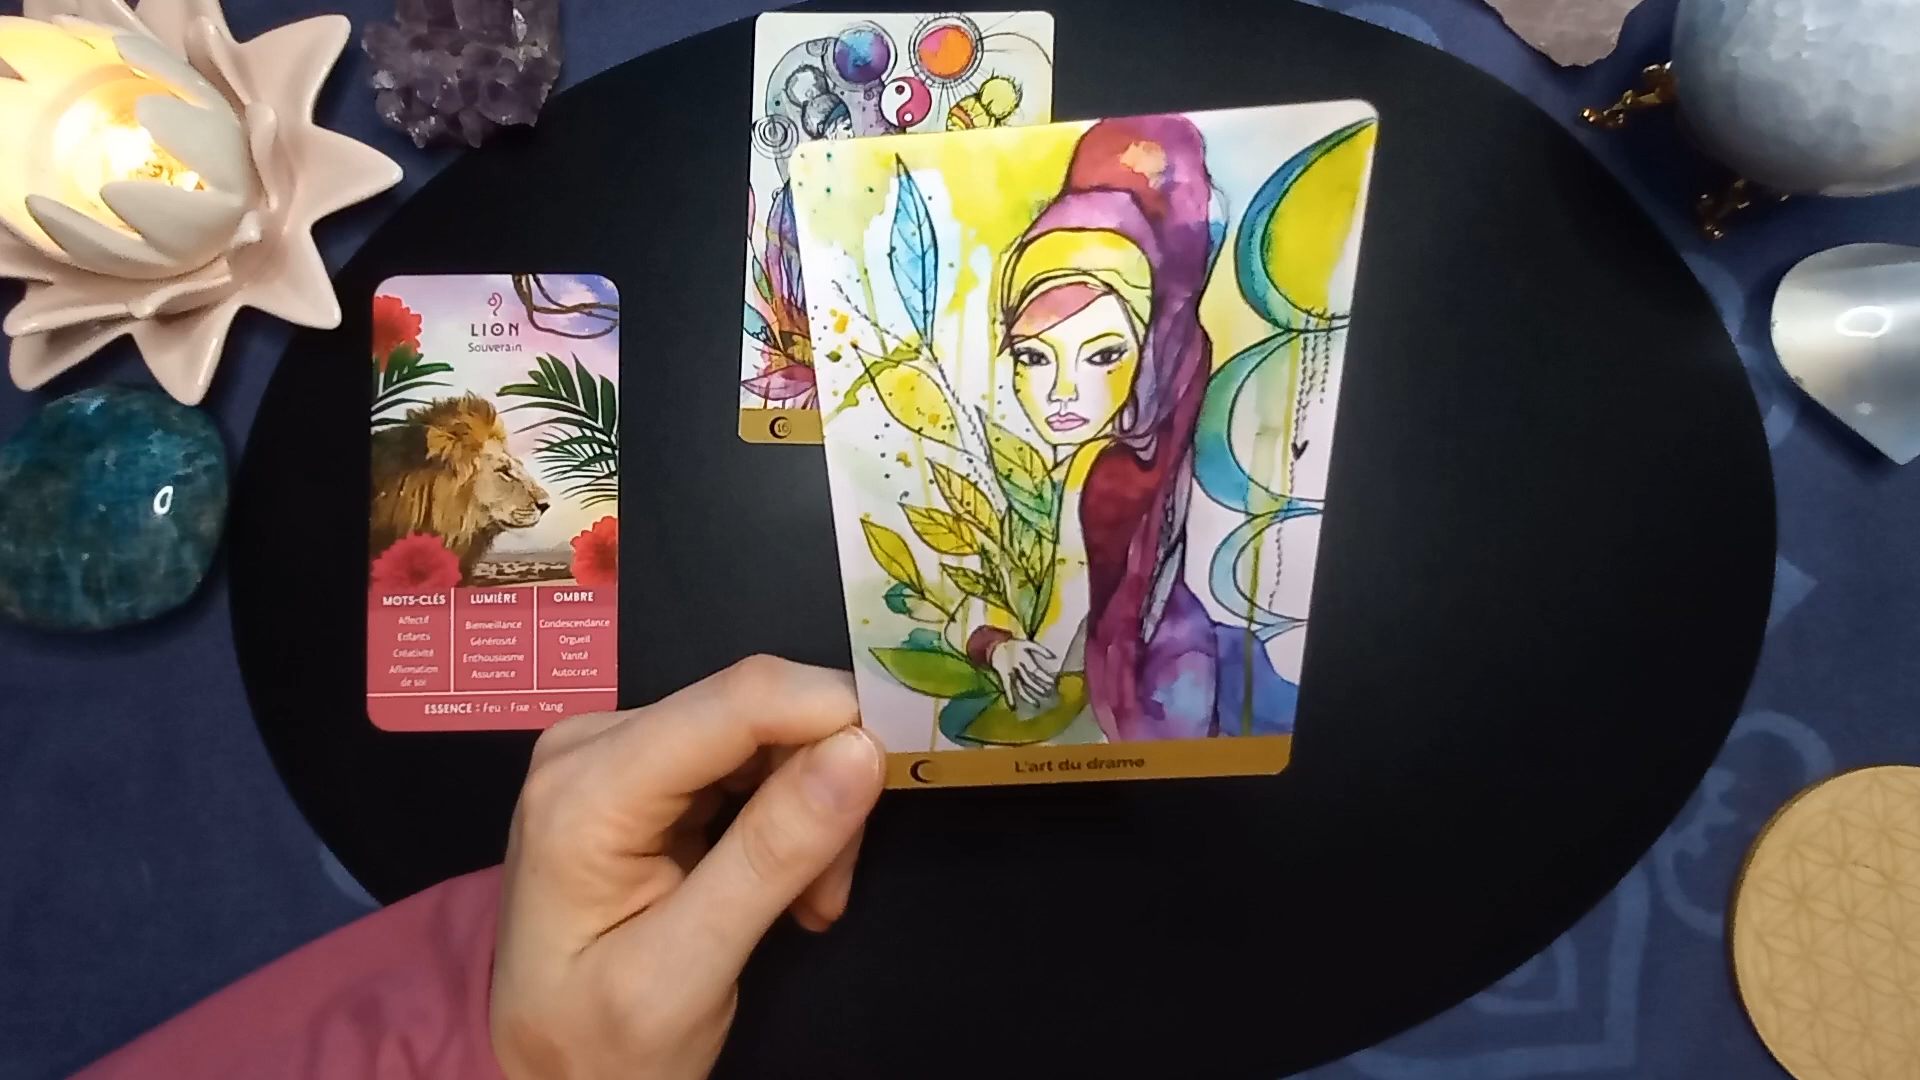 LION
Souverain
MOTS-CLÉS
Affectif
Enfants
Créativité
Affirmation
de soi
LUMIÈRE
Bienveillance
Générosité
Enthousiasme
Assurance
OMBRE
Condescendance
Orgueil
Vanité
Autocratie
ESSENCE : Feu - Fixe - Yang
16
L'art du drame